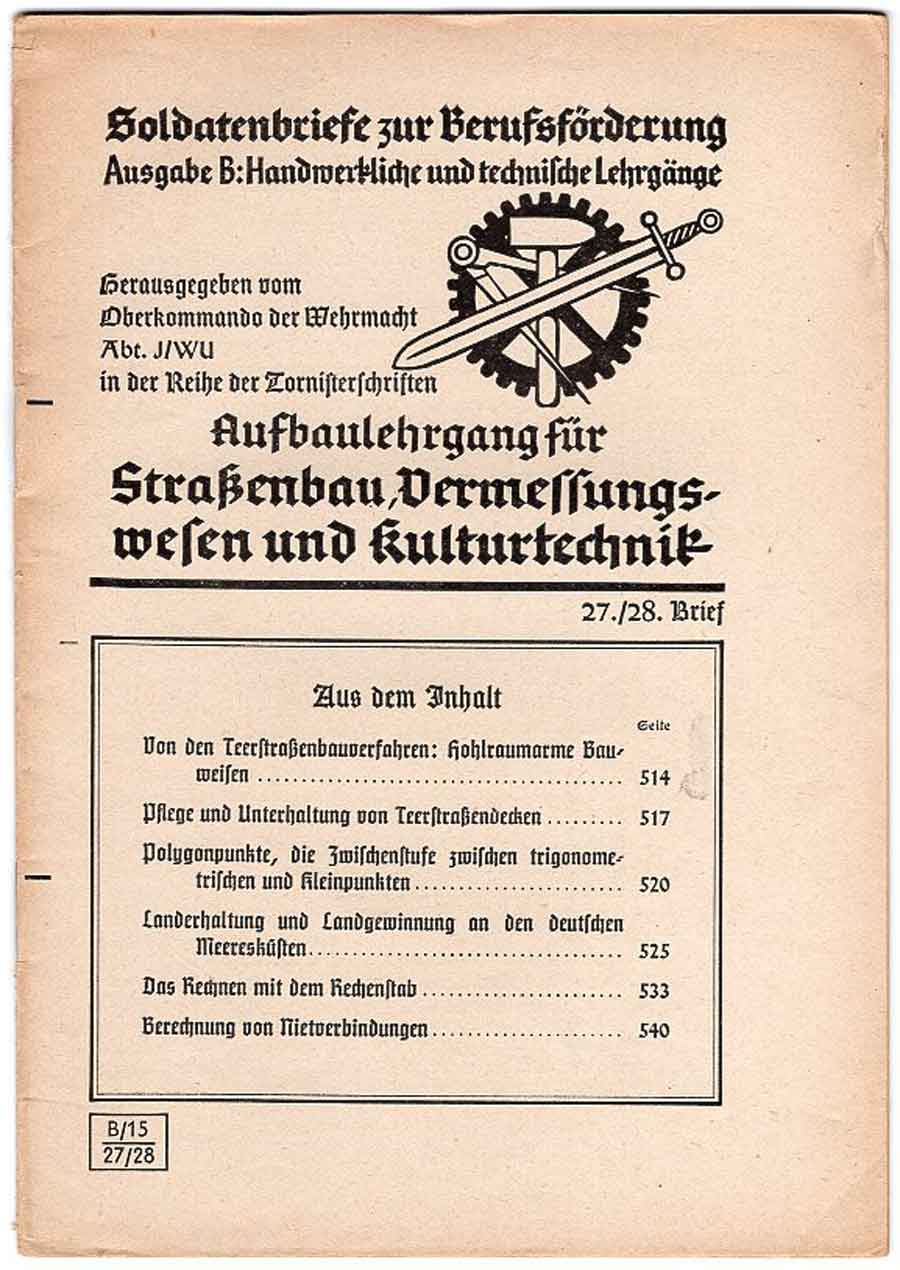 Soldatenbriefe zur Berufsförderung
Ausgabe B: Handwerkliche und technische Lehrgänge
Herausgegeben vom
Oberkommando der Wehrmacht
Abt. J/WU
in der Reihe der Tornisterschriften
Aufbaulehrgang für
Straßenbau, Vermessungs-
wesen und Kulturtechnik
27./28. Brief
Aus dem Inhalt
Seite
Von den Teerstraßenbauverfahren: Hohlraumarme Bau-
weisen ........................................ 514
Pflege und Unterhaltung von Teerstraßendecken ......... 517
Polygonpunkte, die Zwischenstufe zwischen trigonome-
trischen und Kleinpunkten ........................ 520
Landerhaltung und Landgewinnung an den deutschen
Meeresküsten .................................... 525
Das Rechnen mit dem Rechenstab ....................... 533
Berechnung von Nietverbindungen ...................... 540
B/15
27/28